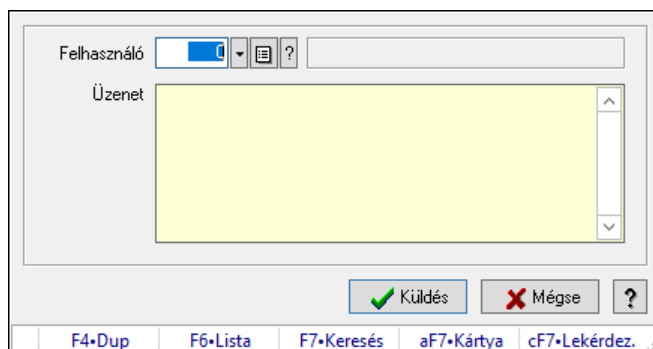 Felhasználó 0 ?
Üzenet
Küldés Mégse ?
F4•Dup F6•Lista F7•Keresés aF7•Kártya cF7•Lekérdez.